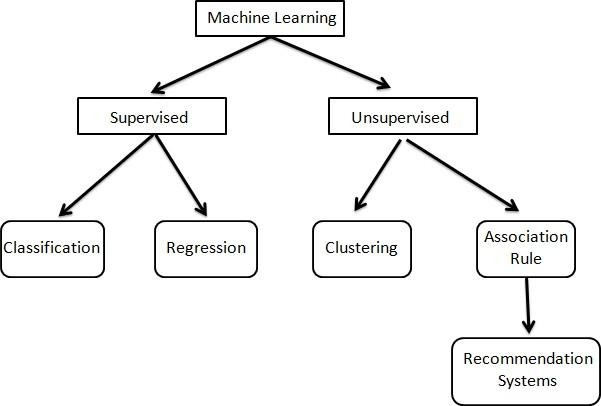 Machine Learning
Supervised
Unsupervised
Classification
Regression
Clustering
Association
Rule
Recommendation
Systems